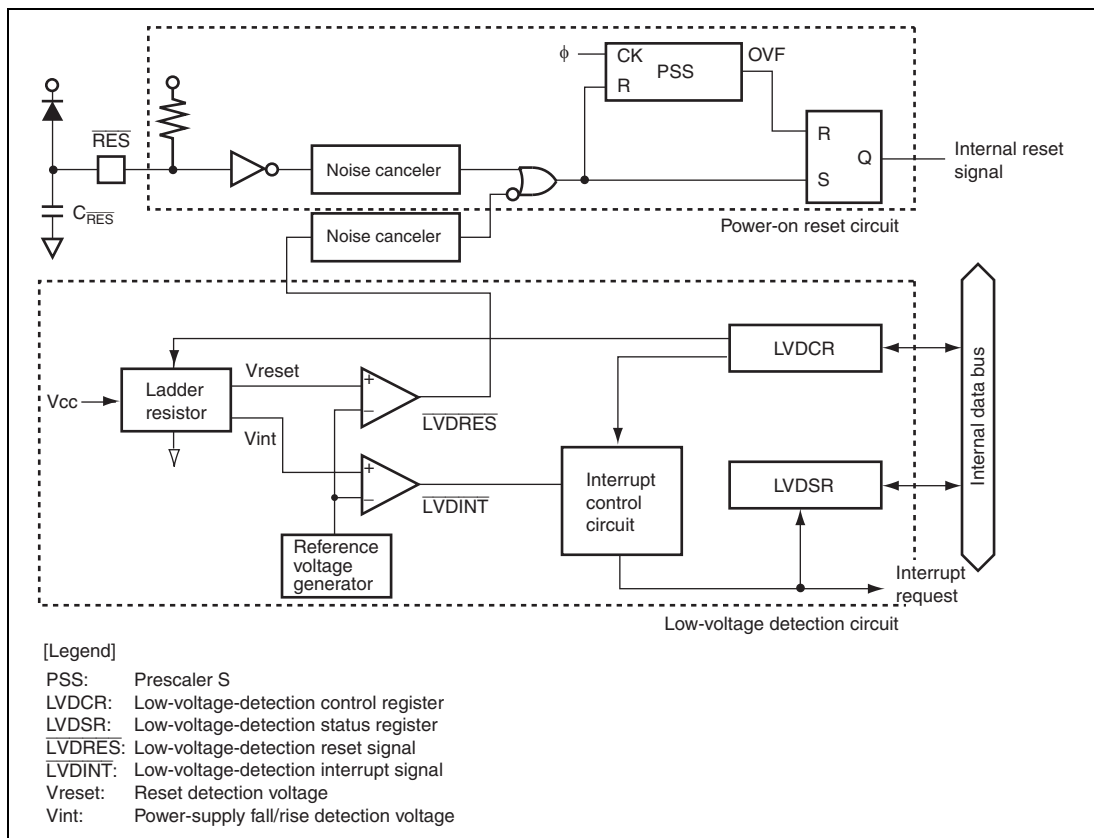 φ
CK
PSS
OVF
R
RES
R
Q
S
Internal reset
signal
Noise canceler
CRES
Noise canceler
Power-on reset circuit
LVDCR
Vreset
Vcc
Ladder
resistor
+
−
LVDRES
Vint
Internal data bus
+
−
LVDINT
Interrupt
control
circuit
LVDSR
Reference
voltage
generator
Interrupt
request
Low-voltage detection circuit
[Legend]
PSS: Prescaler S
LVDCR: Low-voltage-detection control register
LVDSR: Low-voltage-detection status register
LVDRES: Low-voltage-detection reset signal
LVDINT: Low-voltage-detection interrupt signal
Vreset: Reset detection voltage
Vint: Power-supply fall/rise detection voltage